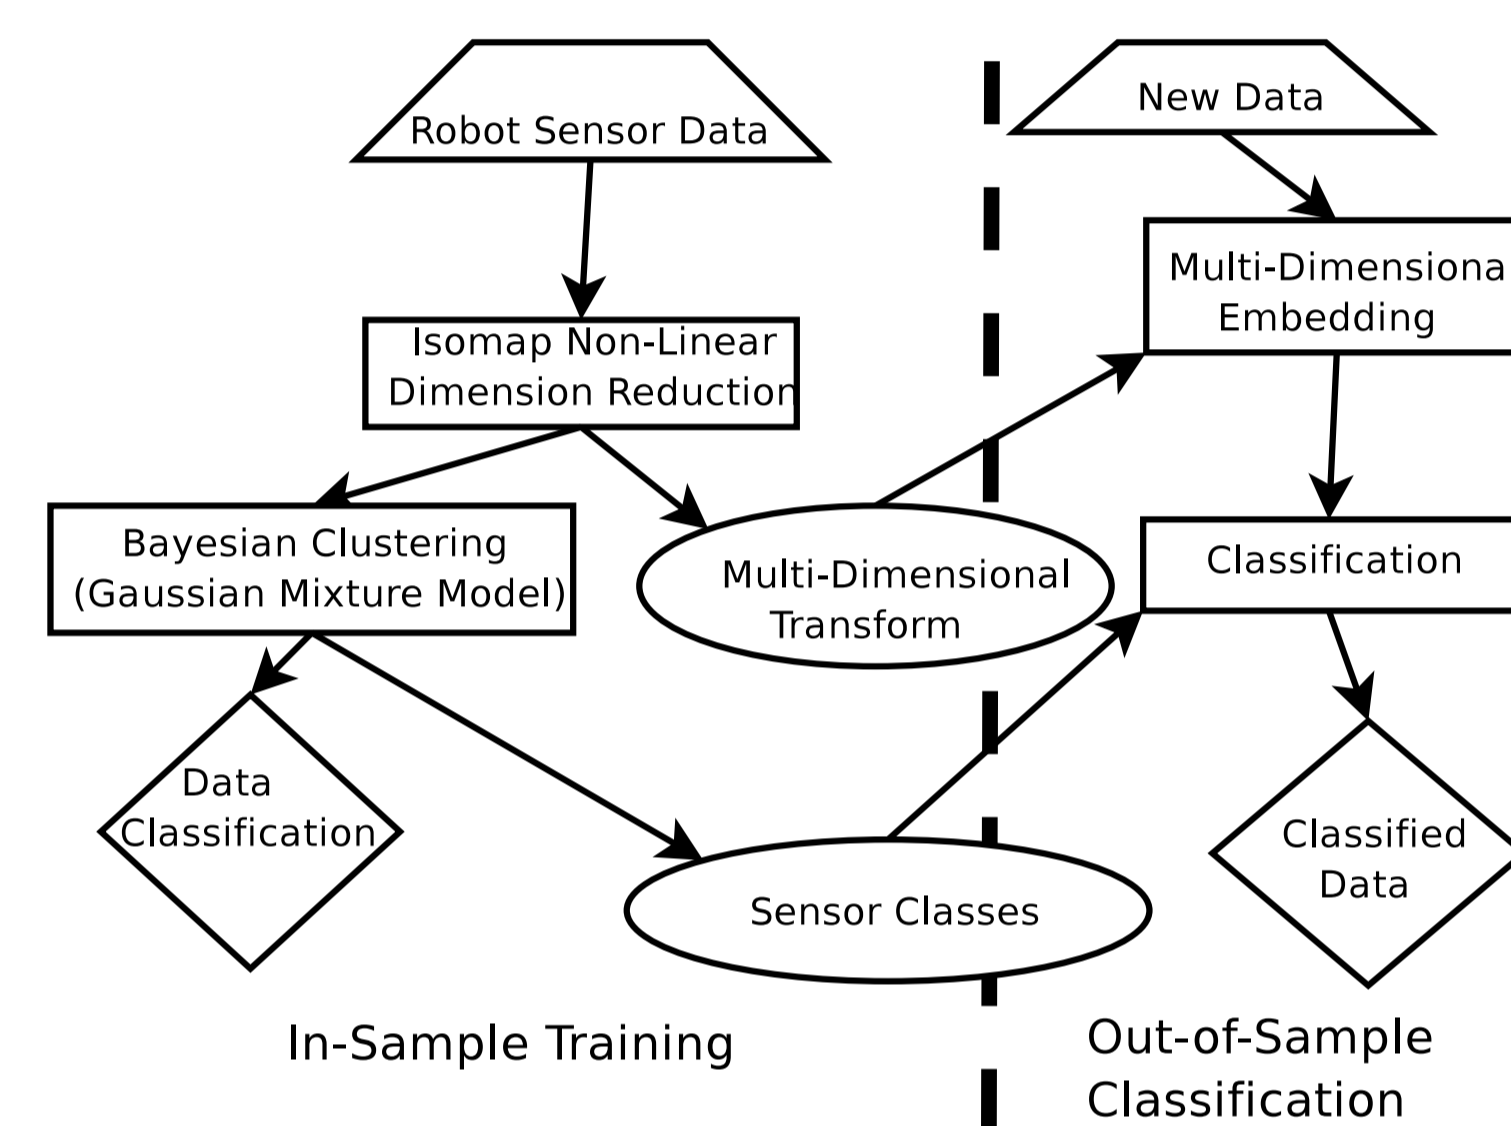 Robot Sensor Data
New Data
Isomap Non-Linear
Dimension Reduction
Multi-Dimensiona
Embedding
Bayesian Clustering
(Gaussian Mixture Model)
Multi-Dimensional
Transform
Classification
Data
Classification
Sensor Classes
Classified
Data
In-Sample Training
Out-of-Sample
Classification